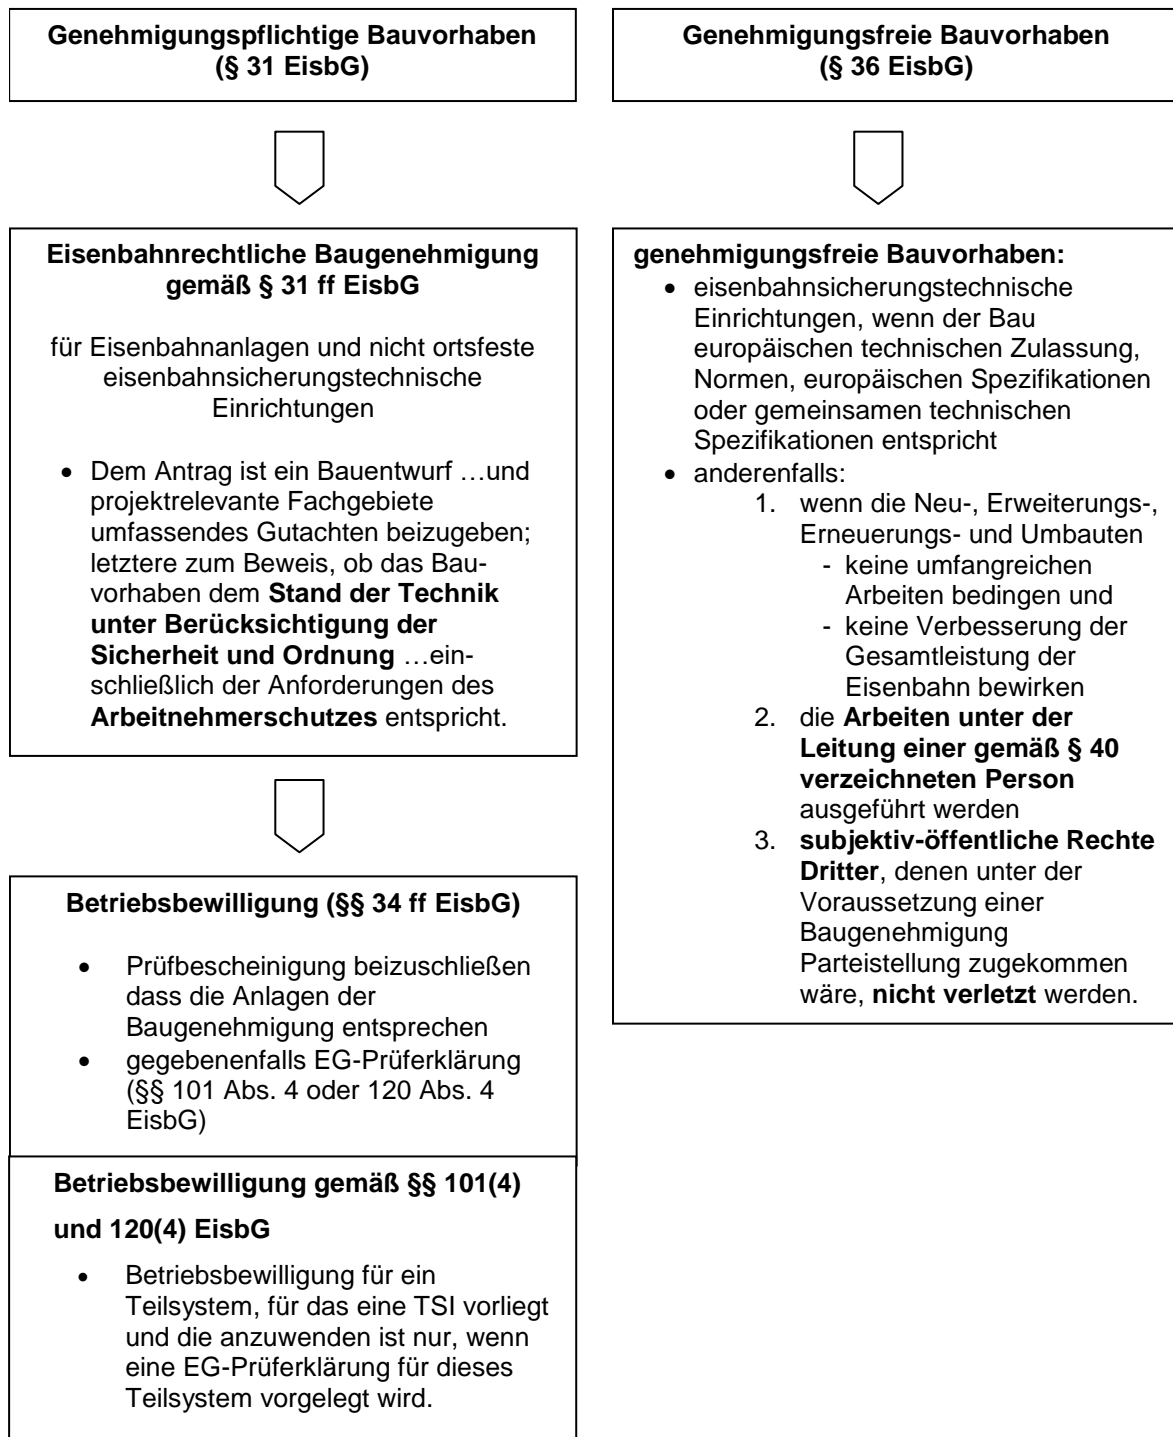 Genehmigungspflichtige Bauvorhaben
(§ 31 EisbG)
Eisenbahnrechtliche Baugenehmigung
gemäß § 31 ff EisbG
für Eisenbahnanlagen und nicht ortsfeste
eisenbahnsicherungstechnische
Einrichtungen
• Dem Antrag ist ein Bauentwurf …und
projektrelevante Fachgebiete
umfassendes Gutachten beizugeben;
letztere zum Beweis, ob das Bau-
vorhaben dem Stand der Technik
unter Berücksichtigung der
Sicherheit und Ordnung …ein-
schließlich der Anforderungen des
Arbeitnehmerschutzes entspricht.
Betriebsbewilligung (§§ 34 ff EisbG)
• Prüfbescheinigung beizuschließen
dass die Anlagen der
Baugenehmigung entsprechen
• gegebenenfalls EG-Prüferklärung
(§§ 101 Abs. 4 oder 120 Abs. 4
EisbG)
Betriebsbewilligung gemäß §§ 101(4)
und 120(4) EisbG
• Betriebsbewilligung für ein
Teilsystem, für das eine TSI vorliegt
und die anzuwenden ist nur, wenn
eine EG-Prüferklärung für dieses
Teilsystem vorgelegt wird.
Genehmigungsfreie Bauvorhaben
(§ 36 EisbG)
genehmigungsfreie Bauvorhaben:
• eisenbahnsicherungstechnische
Einrichtungen, wenn der Bau
europäischen technischen Zulassung,
Normen, europäischen Spezifikationen
oder gemeinsamen technischen
Spezifikationen entspricht
• anderenfalls:
1. wenn die Neu-, Erweiterungs-,
Erneuerungs- und Umbauten
- keine umfangreichen
Arbeiten bedingen und
- keine Verbesserung der
Gesamtleistung der
Eisenbahn bewirken
2. die Arbeiten unter der
Leitung einer gemäß § 40
verzeichneten Person
ausgeführt werden
3. subjektiv-öffentliche Rechte
Dritter, denen unter der
Voraussetzung einer
Baugenehmigung
Parteistellung zugekommen
wäre, nicht verletzt werden.